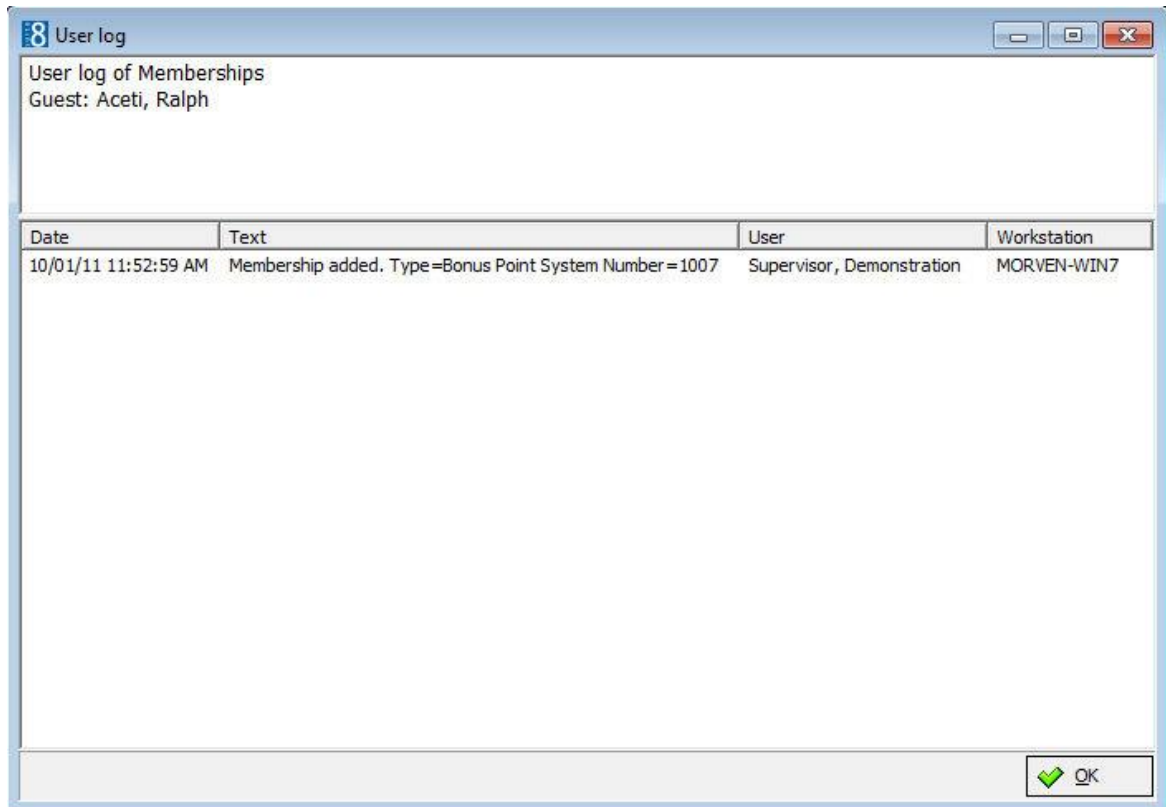 8 User log
User log of Memberships
Guest: Aceti, Ralph
Date Text User Workstation
10/01/11 11:52:59 AM Membership added. Type=Bonus Point System Number=1007 Supervisor, Demonstration MORVEN-WIN7
OK